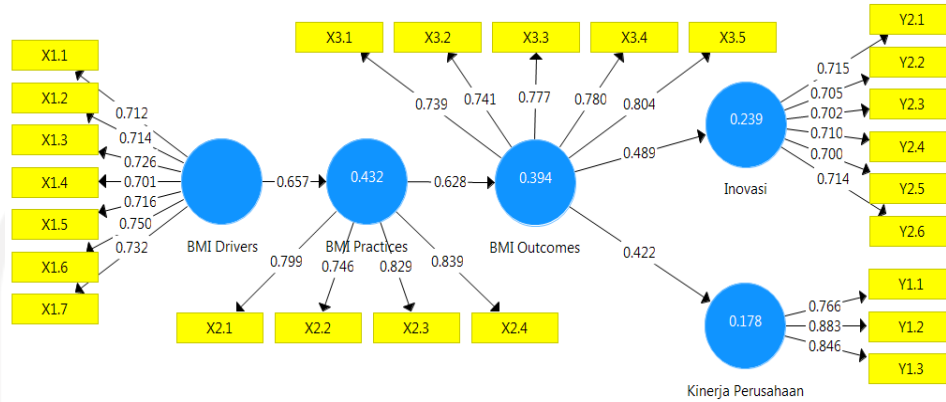 X1.1
X1.2
X1.3
X1.4
X1.5
X1.6
X1.7
0.712
0.714
0.726
0.701
0.716
0.750
0.732
BMI Drivers
0.657
0.432
BMI Practices
0.799
0.746
0.829
0.839
X2.1
X2.2
X2.3
X2.4
0.628
X3.1
X3.2
X3.3
X3.4
X3.5
0.739
0.741
0.777
0.780
0.804
0.394
BMI Outcomes
0.489
0.422
0.239
Inovasi
0.715
0.705
0.702
0.710
0.700
0.714
Y2.1
Y2.2
Y2.3
Y2.4
Y2.5
Y2.6
0.178
Kinerja Perusahaan
0.766
0.883
0.846
Y1.1
Y1.2
Y1.3